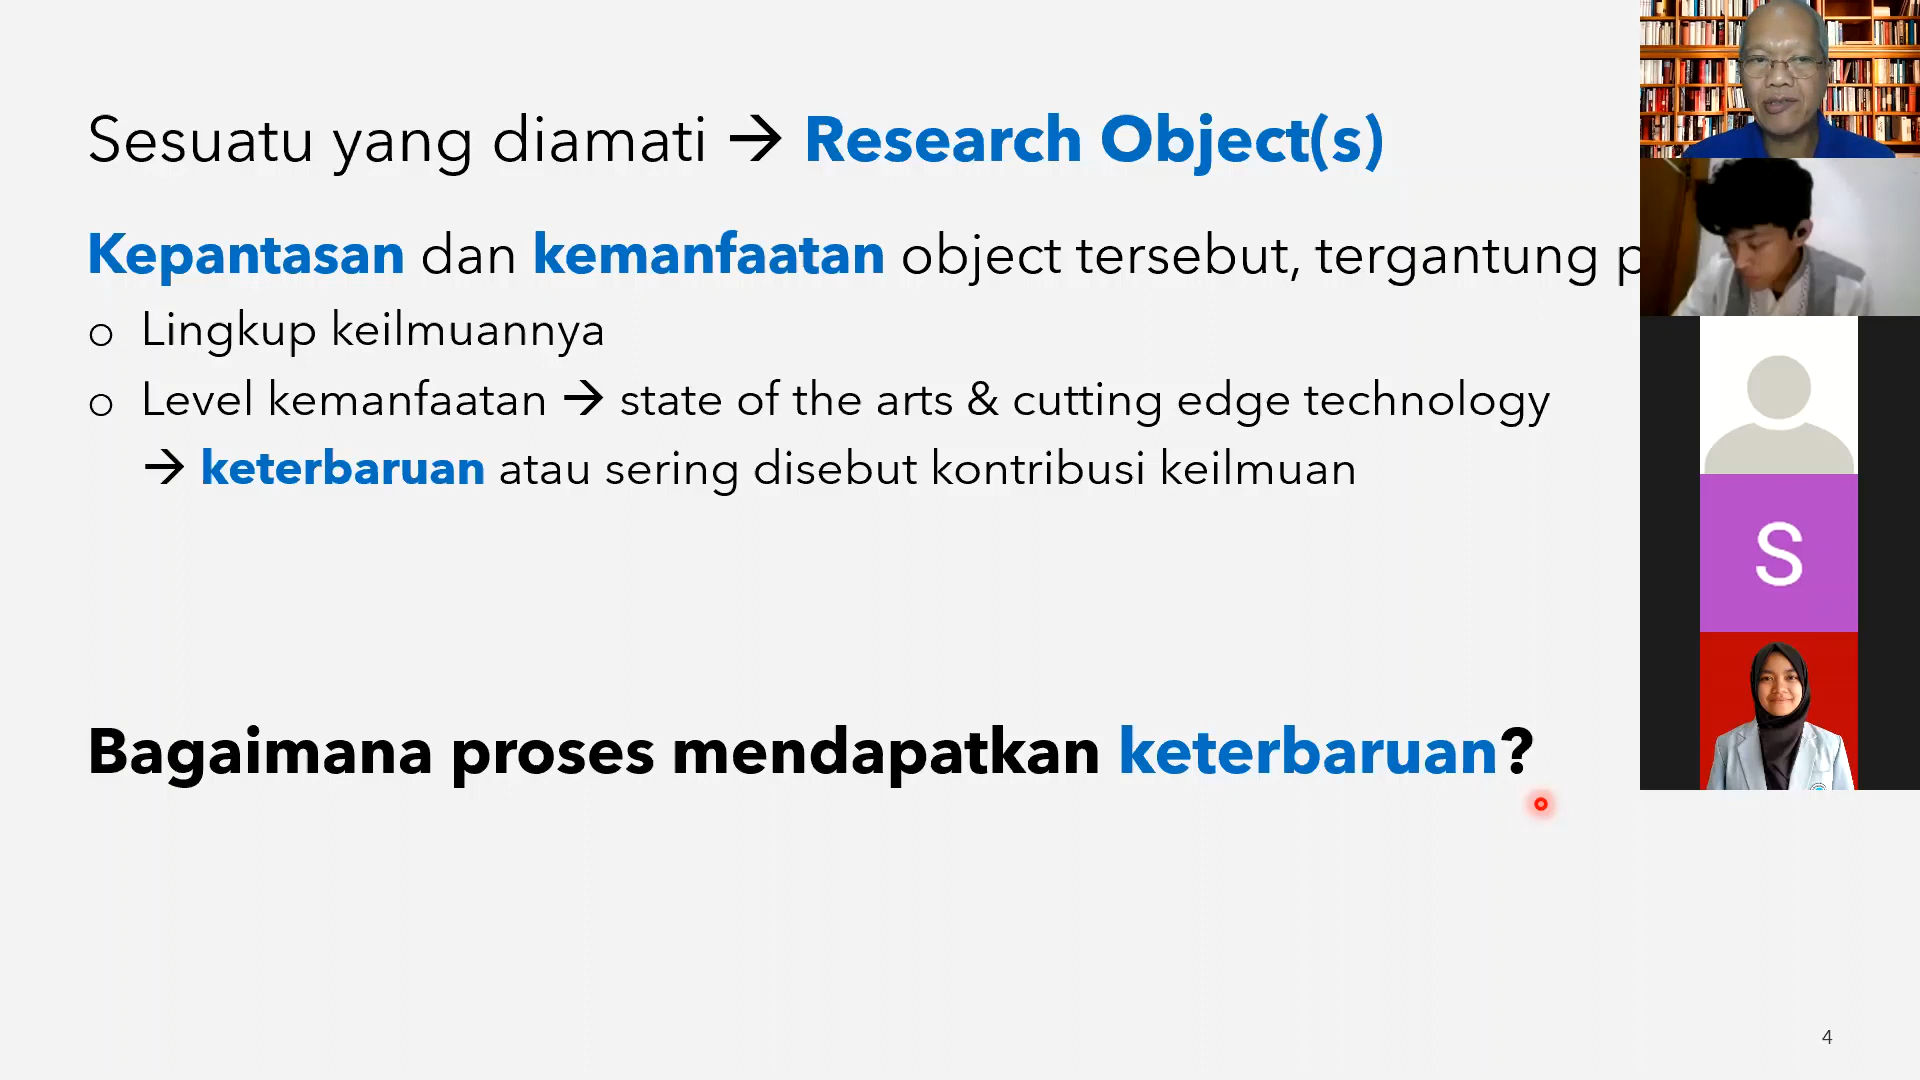 Sesuatu yang diamati → Research Object(s)
Kepantasan dan kemanfaatan object tersebut, tergantung
o Lingkup keilmuannya
o Level kemanfaatan → state of the arts & cutting edge technology
→ keterbaruan atau sering disebut kontribusi keilmuan
S
Bagaimana proses mendapatkan keterbaruan?
4